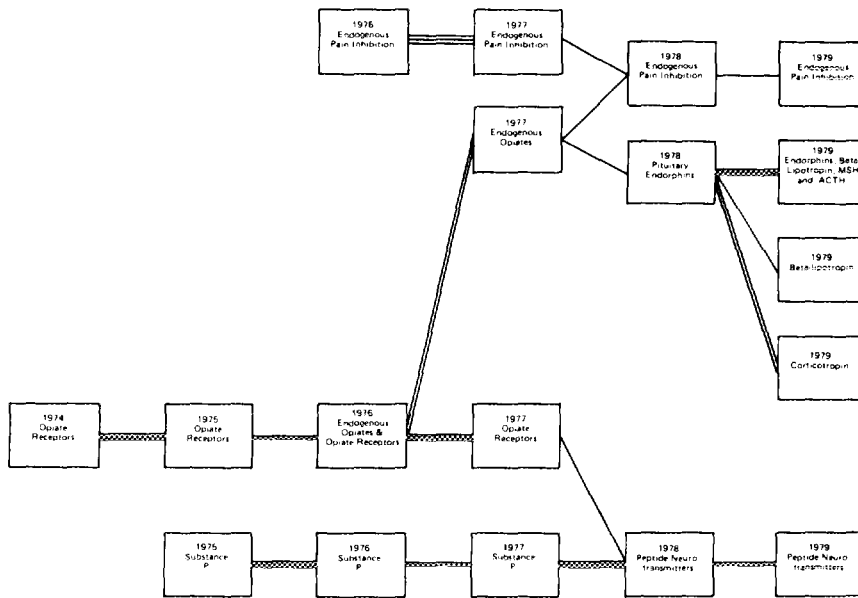 1976
Endogenous
Pain Inhibition
1977
Endogenous
Pain Inhibition
1978
Endogenous
Pain Inhibition
1979
Endogenous
Pain Inhibition
1977
Endogenous
Opiates
1978
Pituitary
Endorphins
1979
Endorphins, Beta
Lipotropin, MSH
and ACTH
1979
Beta-lipotropin
1979
Corticotropin
1974
Opiate
Receptors
1975
Opiate
Receptors
1976
Endogenous
Opiates &
Opiate Receptors
1977
Opiate
Receptors
1975
Substance
P
1976
Substance
P
1977
Substance
P
1978
Peptide Neuro
transmitters
1979
Peptide Neuro
transmitters